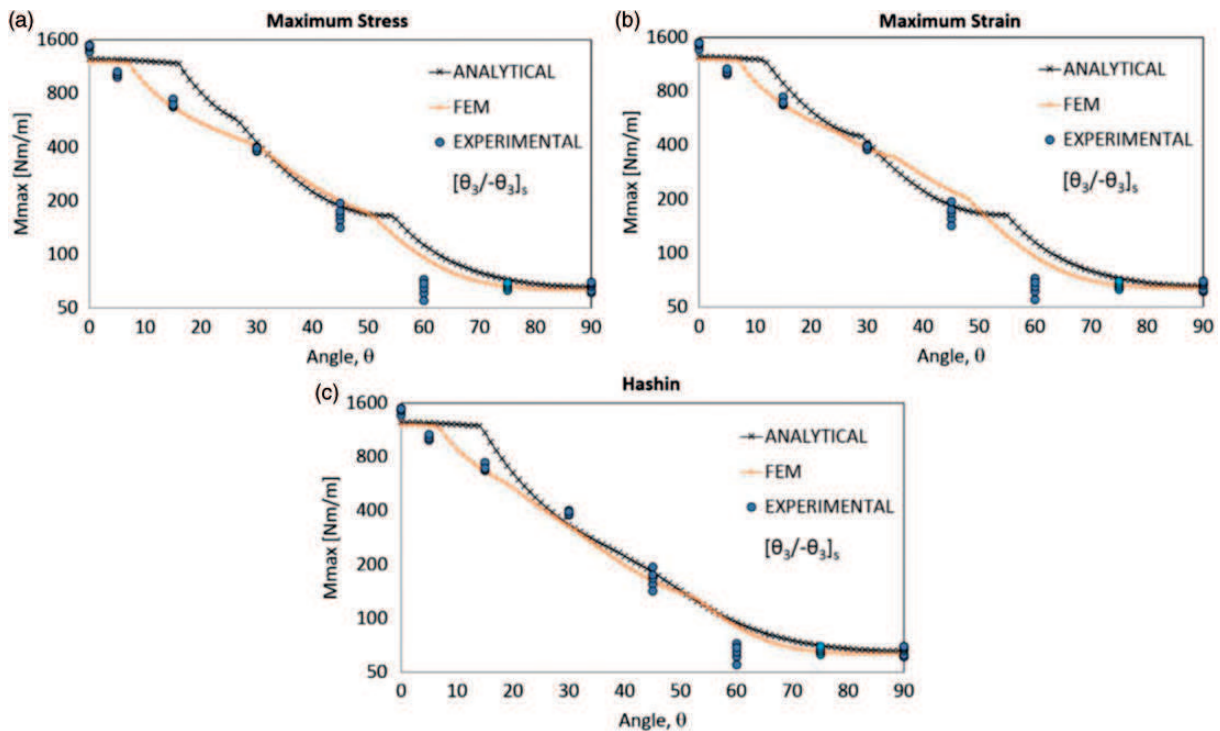 (a)
Maximum Stress
1600
800
400
200
100
50
Mmax [Nm/m]
ANALYTICAL
FEM
EXPERIMENTAL
[θ₃/-θ₃]ₛ
0 10 20 30 40 50 60 70 80 90
Angle, θ
(b)
Maximum Strain
1600
800
400
200
100
50
Mmax [Nm/m]
ANALYTICAL
FEM
EXPERIMENTAL
[θ₃/-θ₃]ₛ
0 10 20 30 40 50 60 70 80 90
Angle, θ
(c)
Hashin
1600
800
400
200
100
50
Mmax [Nm/m]
ANALYTICAL
FEM
EXPERIMENTAL
[θ₃/-θ₃]ₛ
0 10 20 30 40 50 60 70 80 90
Angle, θ